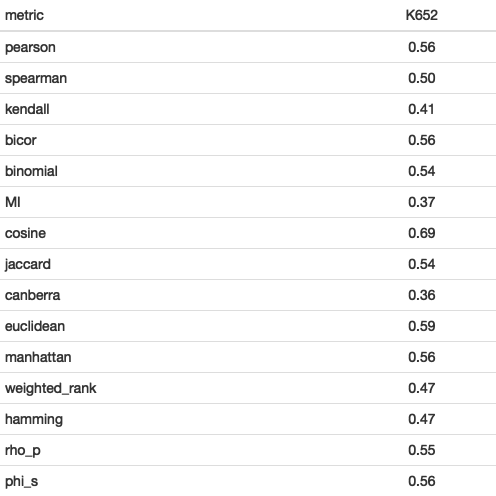 metric K652
pearson 0.56
spearman 0.50
kendall 0.41
bicor 0.56
binomial 0.54
MI 0.37
cosine 0.69
jaccard 0.54
canberra 0.36
euclidean 0.59
manhattan 0.56
weighted_rank 0.47
hamming 0.47
rho_p 0.55
phi_s 0.56